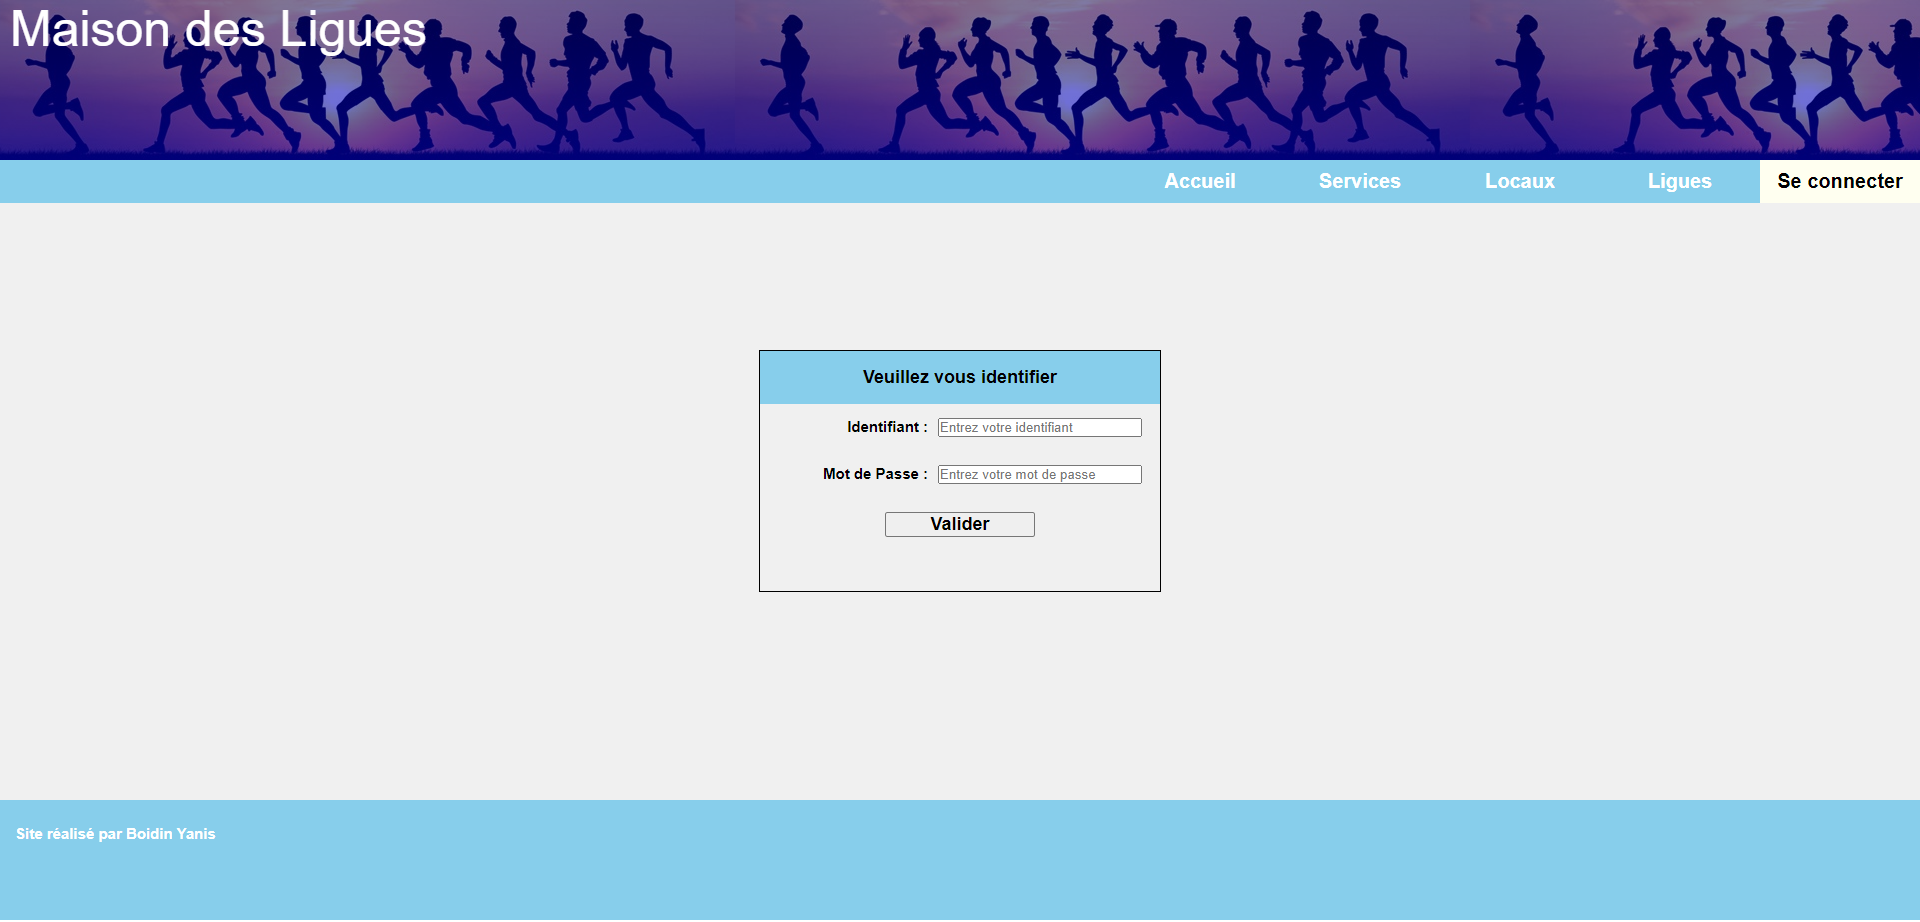 Maison des Ligues
Accueil Services Locaux Ligues Se connecter
Veuillez vous identifier
Identifiant : Entrez votre identifiant
Mot de Passe : Entrez votre mot de passe
Valider
Site réalisé par Boidin Yanis